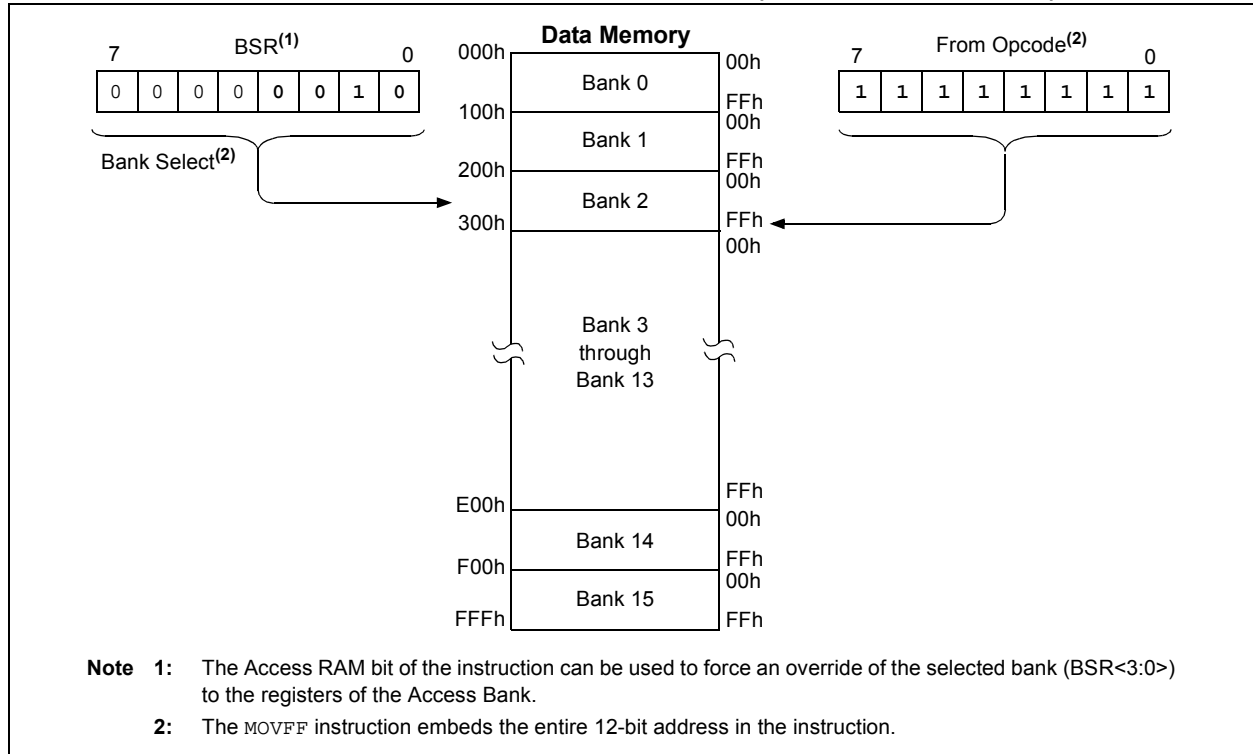 Data Memory
7 BSR(1) 0
0 0 0 0 0 0 1 0
Bank Select(2)
7 From Opcode(2) 0
1 1 1 1 1 1 1 1
000h Bank 0 00h
FFh
100h Bank 1 00h
FFh
200h Bank 2 00h
FFh
300h 00h
Bank 3
through
Bank 13
FFh
E00h Bank 14 00h
FFh
F00h Bank 15 00h
FFFh FFh
Note 1: The Access RAM bit of the instruction can be used to force an override of the selected bank (BSR<3:0>)
to the registers of the Access Bank.
2: The MOVFF instruction embeds the entire 12-bit address in the instruction.